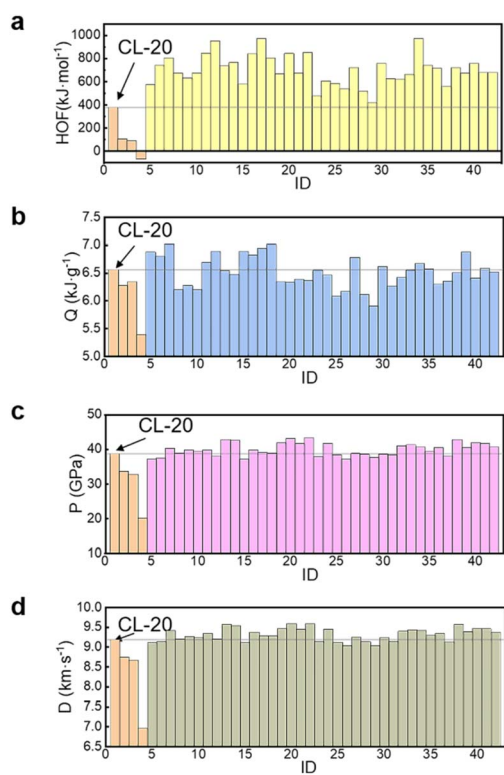 a
1000
800
600
400
200
0
HOF(kJ·mol⁻¹)
CL-20
0 5 10 15 20 25 30 35 40
ID
b
7.5
7.0
6.5
6.0
5.5
5.0
Q (kJ·g⁻¹)
CL-20
0 5 10 15 20 25 30 35 40
ID
c
50
40
30
20
10
P (GPa)
CL-20
0 5 10 15 20 25 30 35 40
ID
d
10.0
9.5
9.0
8.5
8.0
7.5
7.0
6.5
D (km·s⁻¹)
CL-20
0 5 10 15 20 25 30 35 40
ID